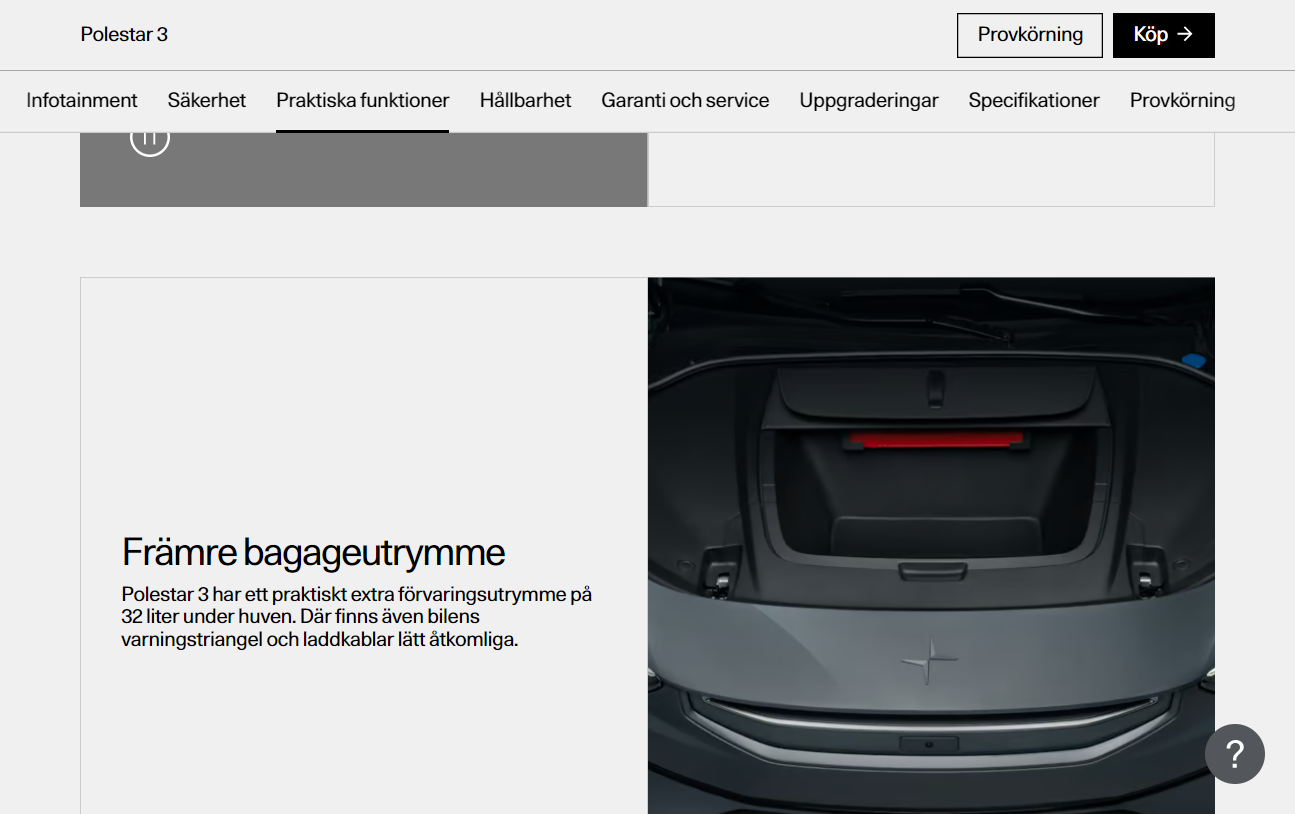 Polestar 3
Provkörning
Köp →
Infotainment
Säkerhet
Praktiska funktioner
Hållbarhet
Garanti och service
Uppgraderingar
Specifikationer
Provkörning
Främre bagageutrymme
Polestar 3 har ett praktiskt extra förvaringsutrymme på
32 liter under huven. Där finns även bilens
varningstriangel och laddkablar lätt åtkomliga.
?